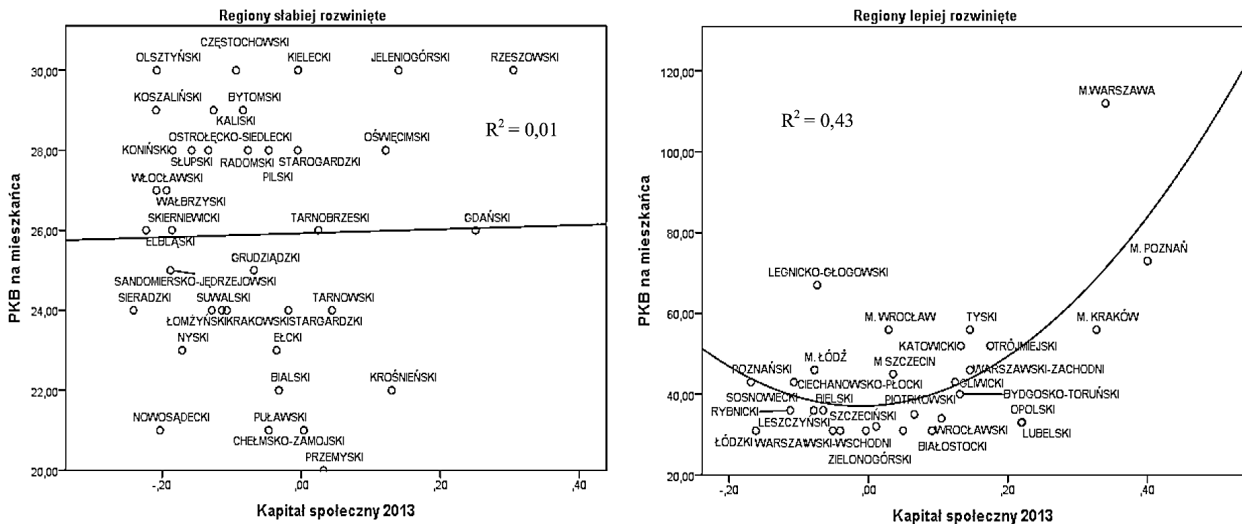 Regiony słabiej rozwinięte
CZĘSTOCHOWSKI
OLSZTYŃSKI KIELECKI JELENIOGÓRSKI RZESZOWSKI
30,00
KOSZALIŃSKI BYTOMSKI
KALISKI
R² = 0,01
OSTROŁĘCKO-SIEDLECKI OŚWIĘCIMSKI
28,00
KONIŃSKI
SŁUPSKI RADOMSKI STAROGARDZKI
PILSKI
WŁOCŁAWSKI
WAŁBRZYSKI
SKIERNIEWICKI TARNOBRZESKI GDAŃSKI
26,00
ELBLĄSKI
GRUDZIĄDZKI
SANDOMIERSKO-JĘDRZEJOWSKI
SIERADZKI SUWALSKI TARNOWSKI
24,00
ŁOMŻYŃSKI KRAKOWSKI STARGARDZKI
NYSKI EŁCKI
BIALSKI KROŚNIEŃSKI
22,00
NOWOSĄDECKI PUŁAWSKI
CHEŁMSKO-ZAMOJSKI
PRZEMYSKI
20,00
-,20 ,00 ,20 ,40
Kapitał społeczny 2013
PKB na mieszkańca
Regiony lepiej rozwinięte
120,00
M.WARSZAWA
R² = 0,43
100,00
80,00
M. POZNAŃ
LEGNICKO-GŁOGOWSKI
60,00
M. WROCŁAW TYSKI M. KRAKÓW
KATOWICKI TRÓJMIEJSKI
M. ŁÓDŹ M SZCZECIN
POZNAŃSKI WARSZAWSKI-ZACHODNI
CIECHANOWSKO-PŁOCKI GLIWICKI
40,00
SOSNOWIECKI BIELSKI PIOTRKOWSKI BYDGOSKO-TORUŃSKI
RYBNICKI LESZCZYŃSKI SZCZECIŃSKI OPOLSKI
ŁÓDZKI WARSZAWSKI-WSCHODNI WROCŁAWSKI LUBELSKI
BIAŁOSTOCKI
ZIELONOGÓRSKI
20,00
-,20 ,00 ,20 ,40
Kapitał społeczny 2013
PKB na mieszkańca